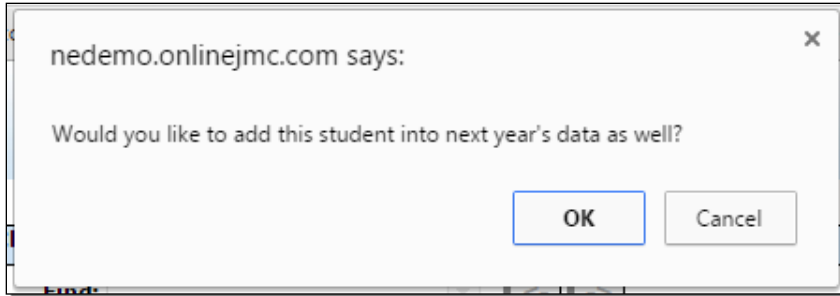 nedemo.onlinejmc.com says:
Would you like to add this student into next year's data as well?
OK Cancel
Find: